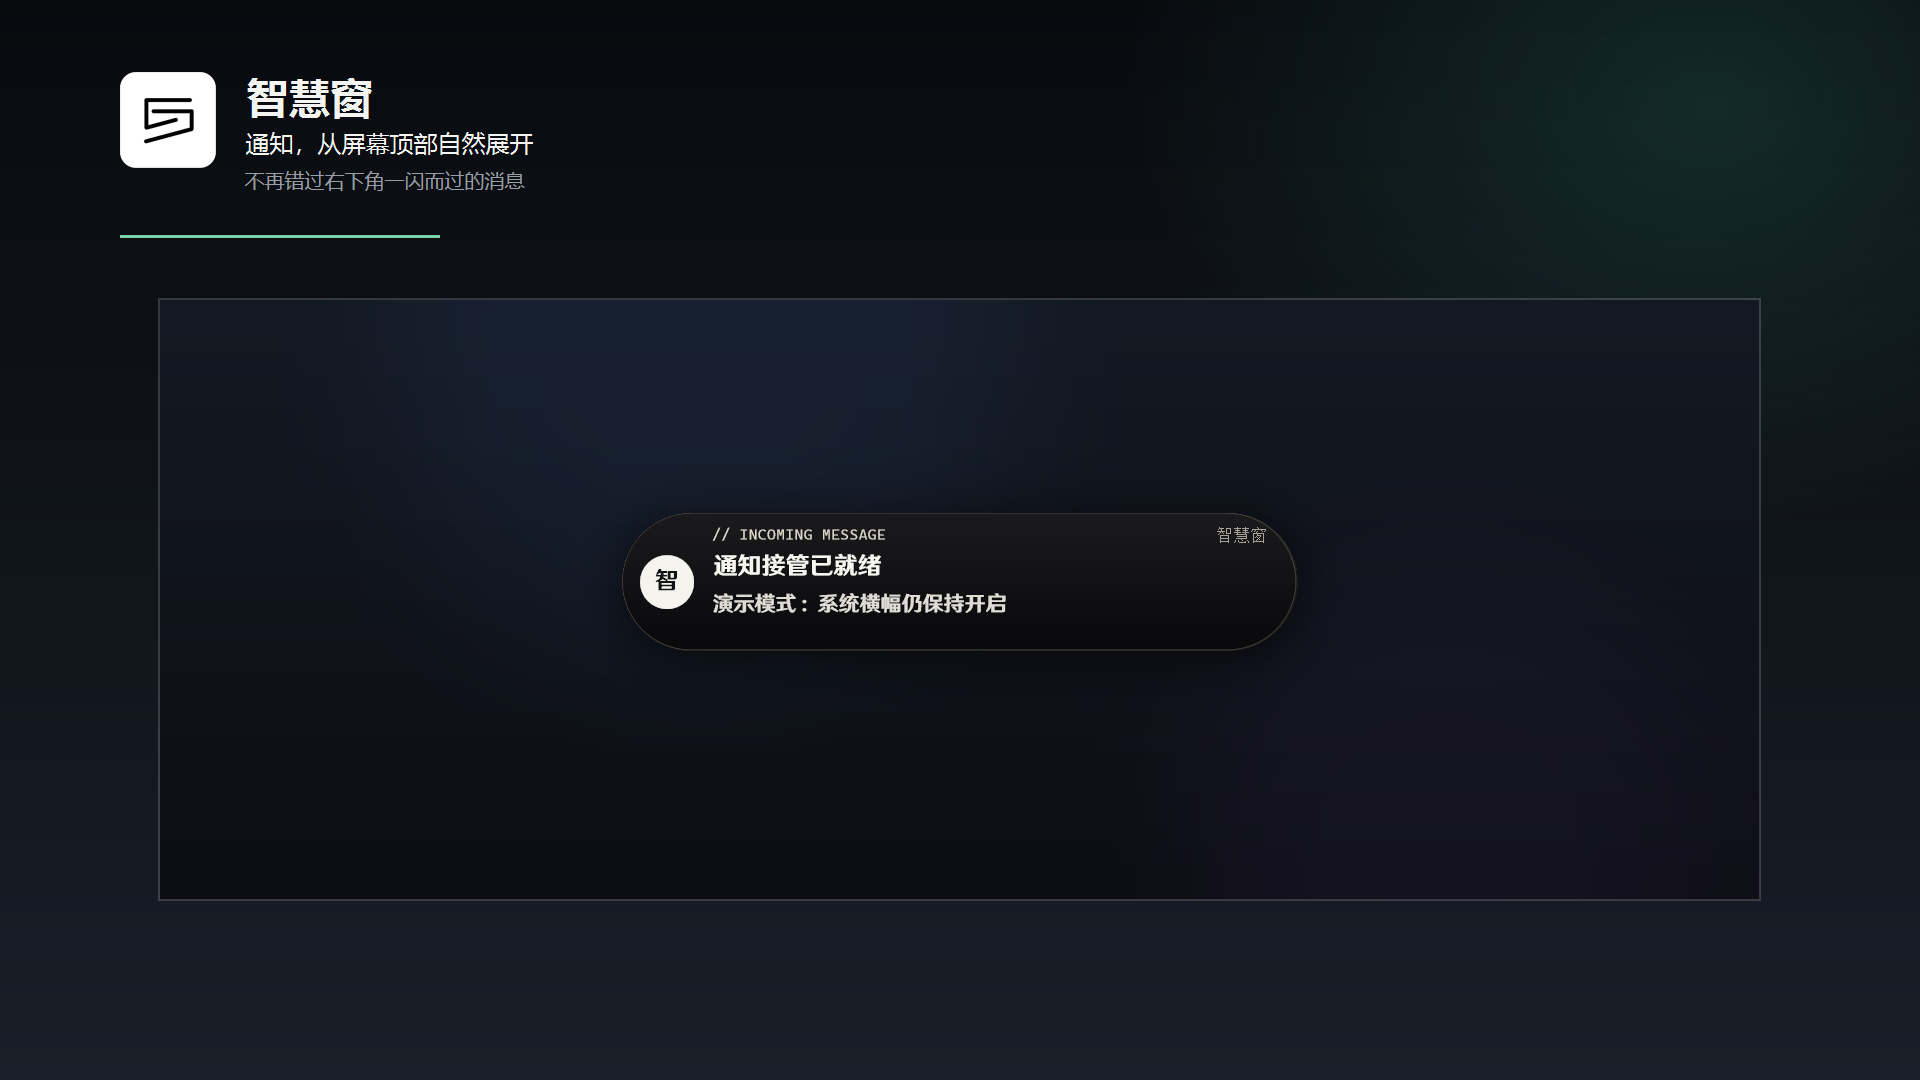 智慧窗
通知，从屏幕顶部自然展开
不再错过右下角一闪而过的消息
// INCOMING MESSAGE
智慧窗
智
通知接管已就绪
演示模式：系统横幅仍保持开启